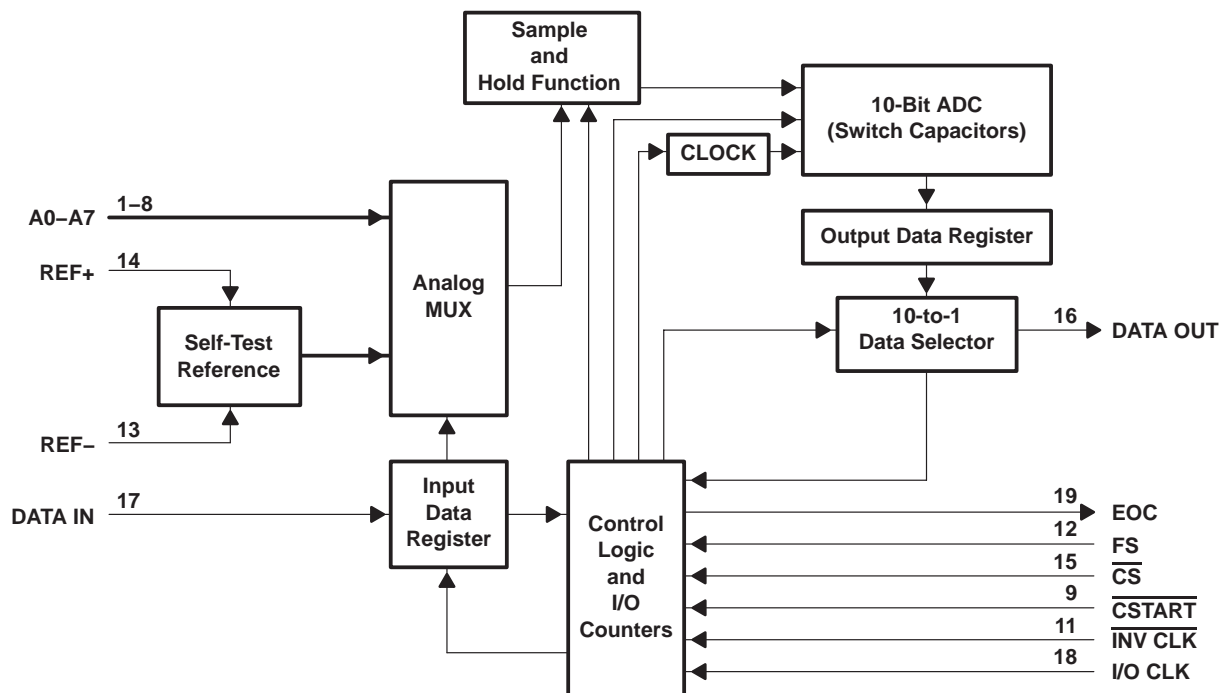 Sample
and
Hold Function
10-Bit ADC
(Switch Capacitors)
CLOCK
A0–A7
1–8
REF+
14
Analog
MUX
Output Data Register
Self-Test
Reference
10-to-1
Data Selector
16
DATA OUT
REF–
13
DATA IN
17
Input
Data
Register
Control
Logic
and
I/O
Counters
19
EOC
12
FS
15
CS
9
CSTART
11
INV CLK
18
I/O CLK